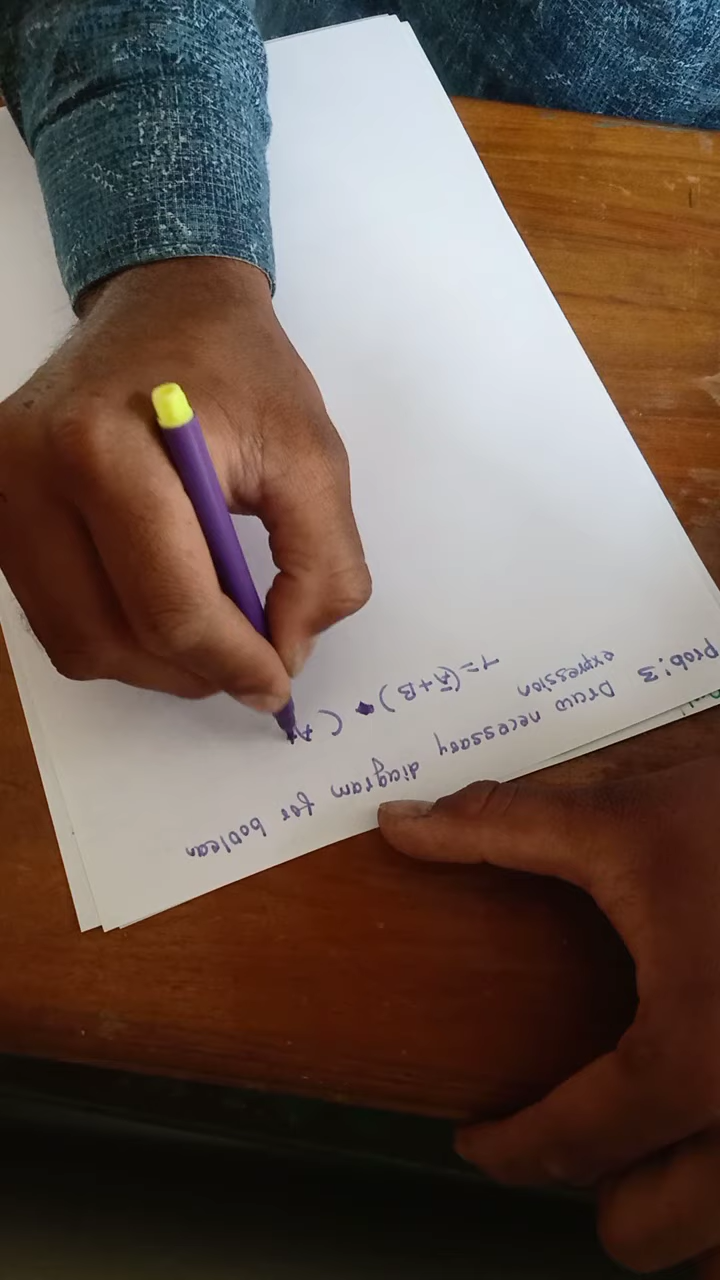 Prob: 3 Draw necessary diagram for boolean
expression
Y = (Ā+B) • (A